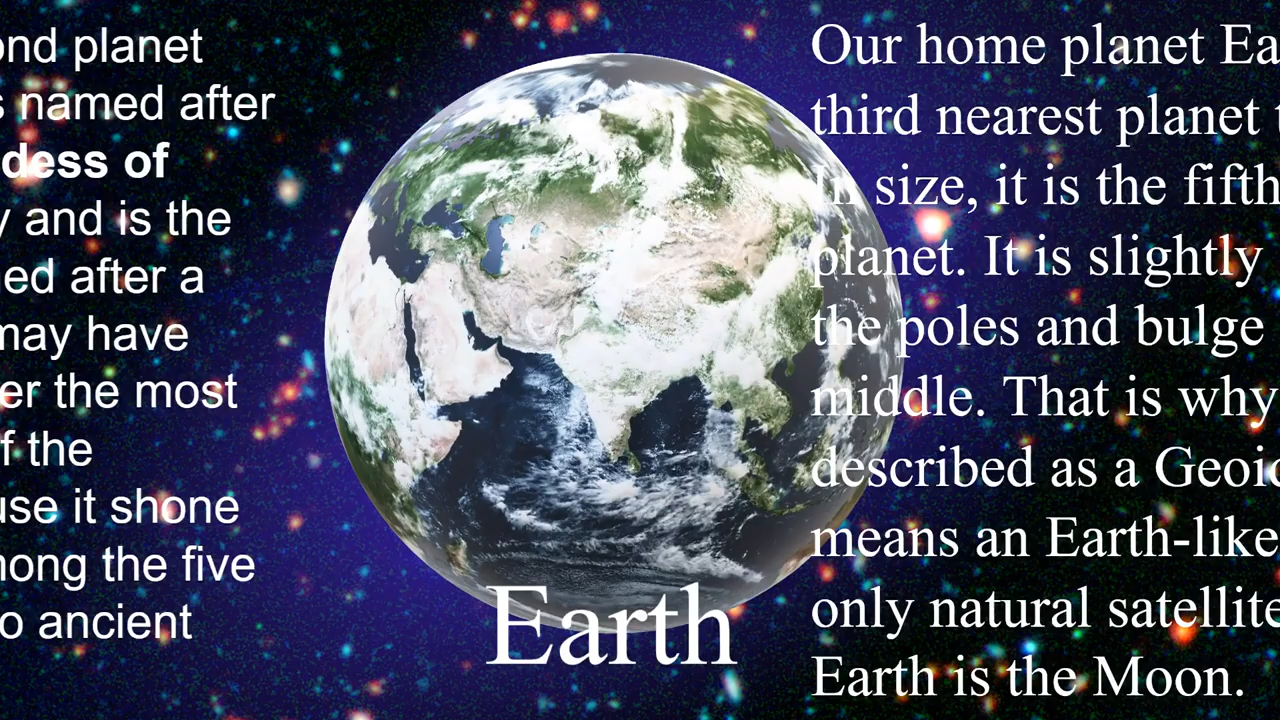 ond planet
s named after
dess of
y and is the
ed after a
may have
er the most
f the
use it shone
nong the five
o ancient
Earth
Our home planet Ea
third nearest planet t
In size, it is the fifth
planet. It is slightly
the poles and bulge
middle. That is why
described as a Geoid
means an Earth-like
only natural satellite
Earth is the Moon.